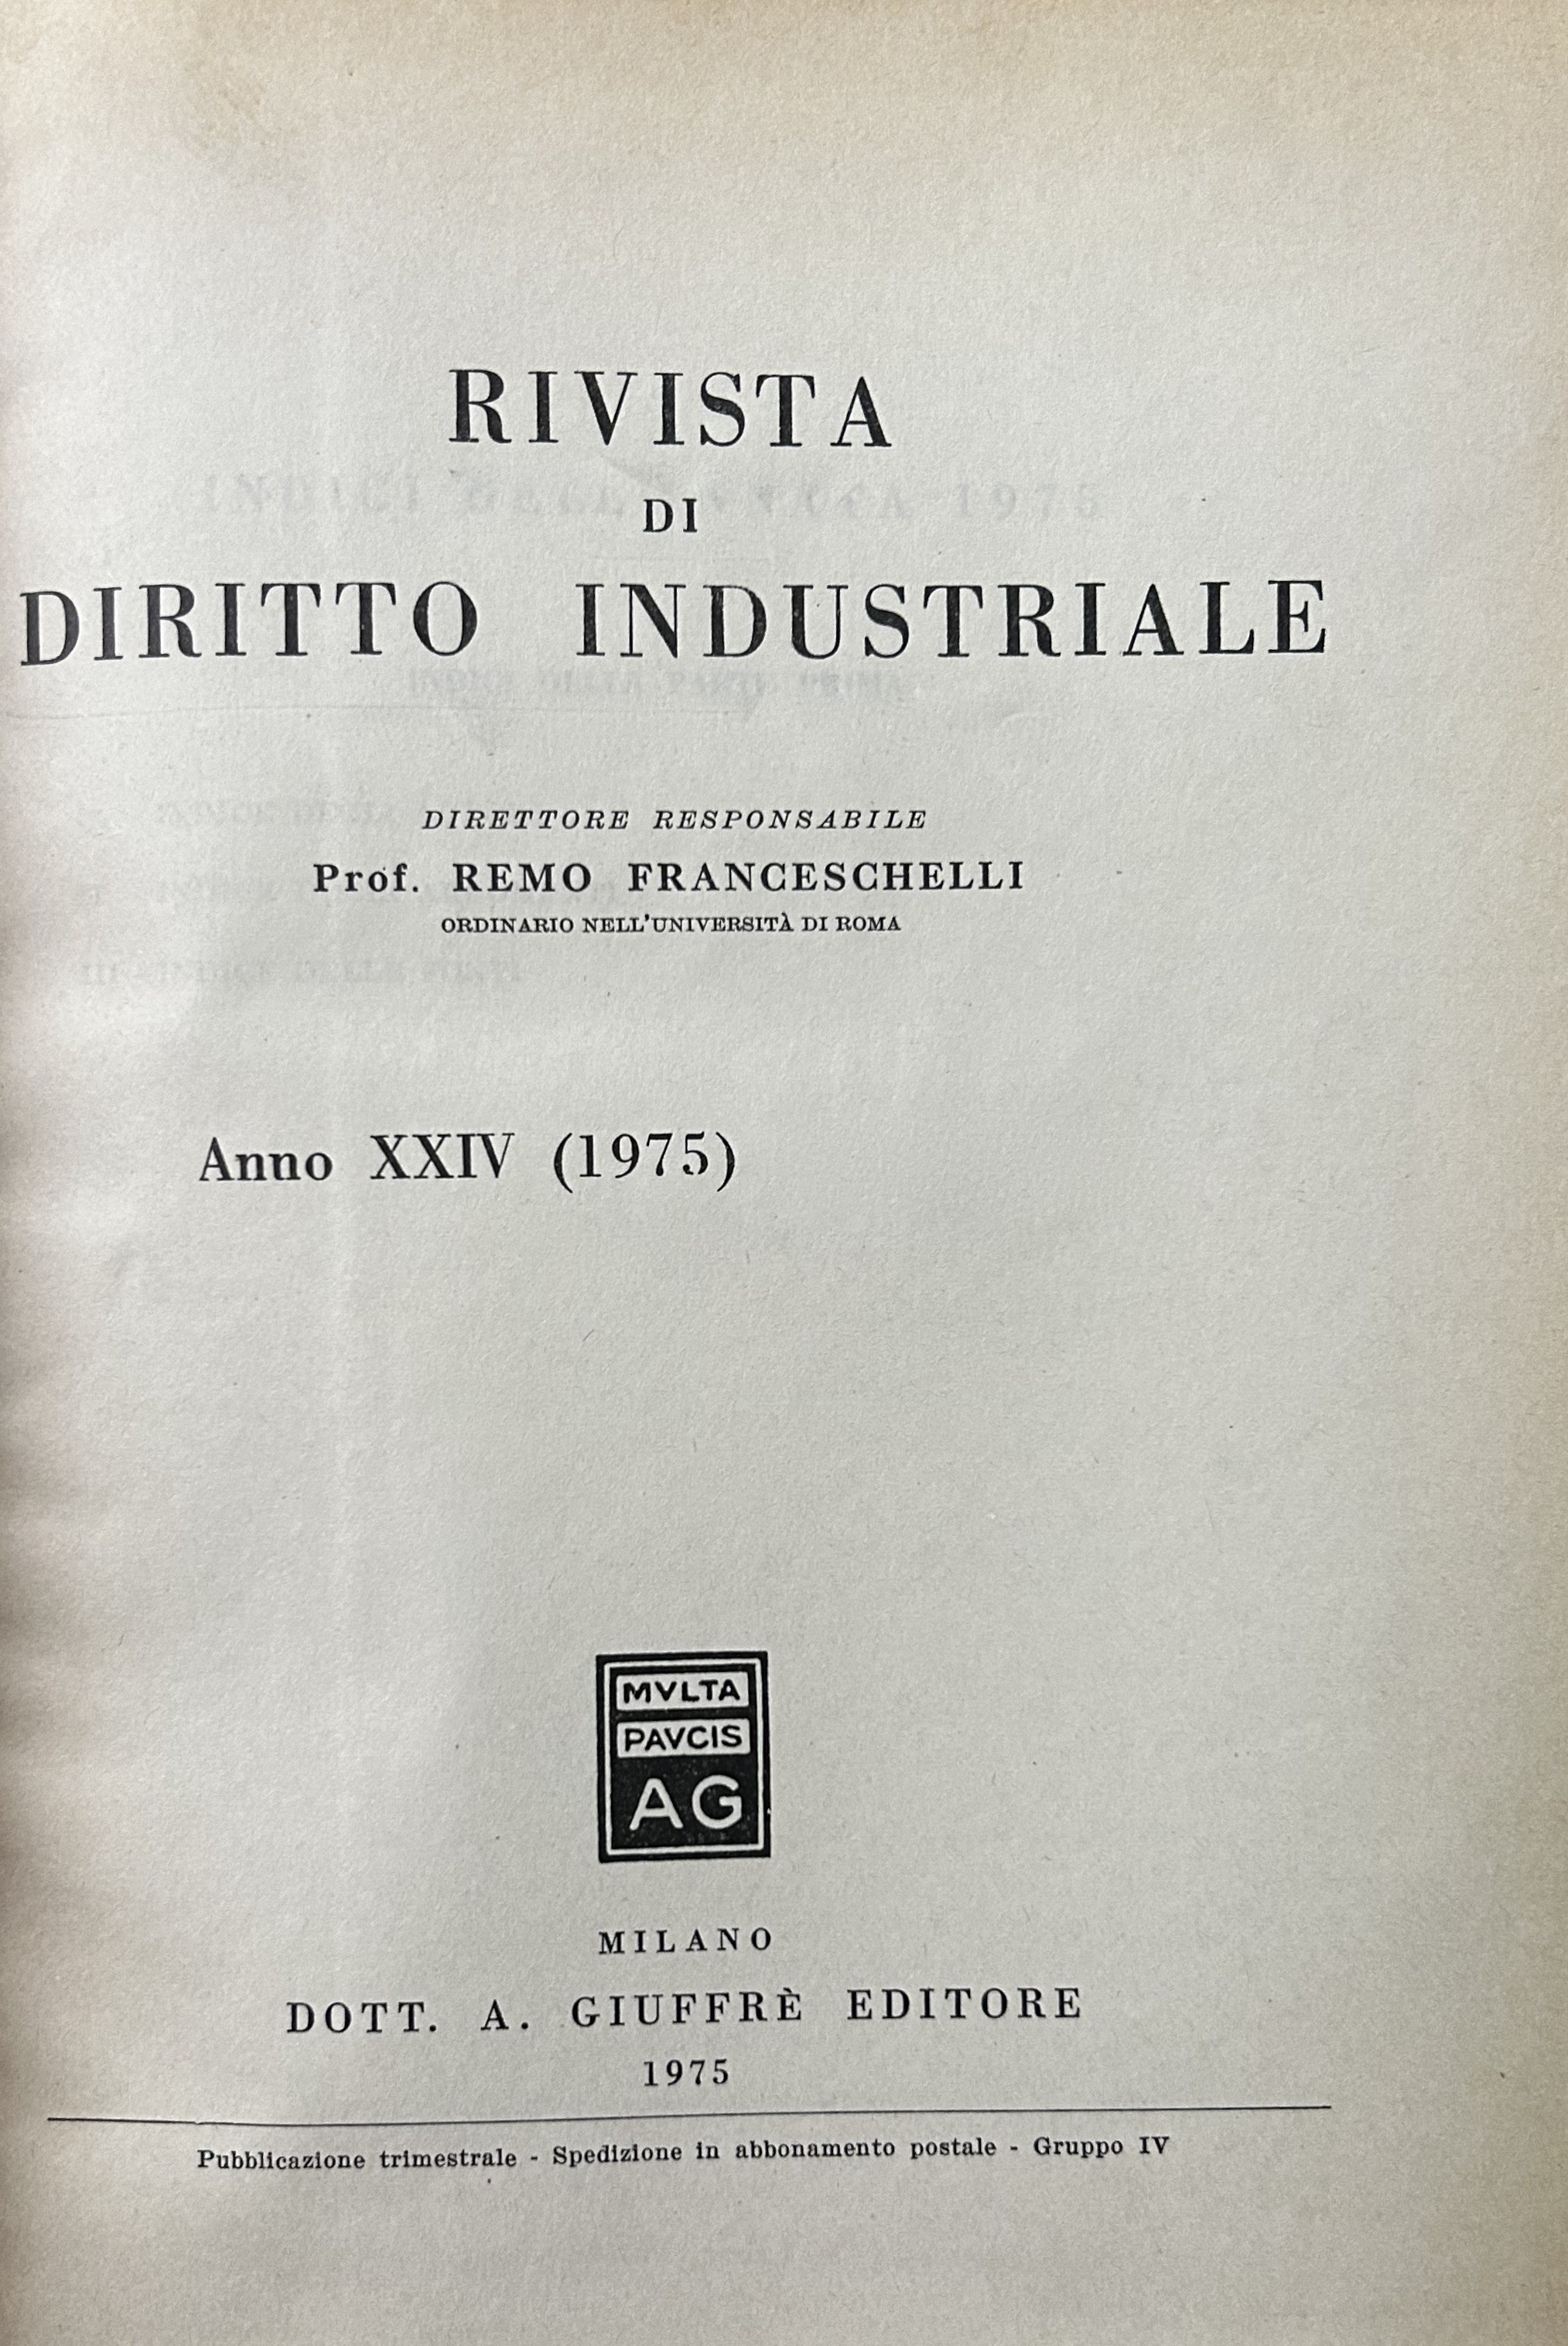 RIVISTA
DI
DIRITTO INDUSTRIALE
DIRETTORE RESPONSABILE
Prof. REMO FRANCESCHELLI
ORDINARIO NELL'UNIVERSITÀ DI ROMA
Anno XXIV (1975)
MVLTA
PAVCIS
AG
MILANO
DOTT. A. GIUFFRÈ EDITORE
1975
Pubblicazione trimestrale - Spedizione in abbonamento postale - Gruppo IV